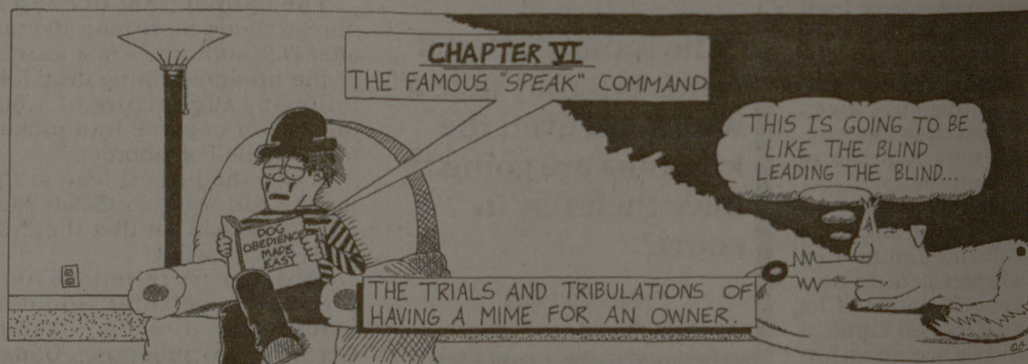 CHAPTER VI
THE FAMOUS "SPEAK" COMMAND
THIS IS GOING TO BE
LIKE THE BLIND
LEADING THE BLIND...
DOG
OBEDIENCE
MADE
EASY
THE TRIALS AND TRIBULATIONS OF
HAVING A MIME FOR AN OWNER.